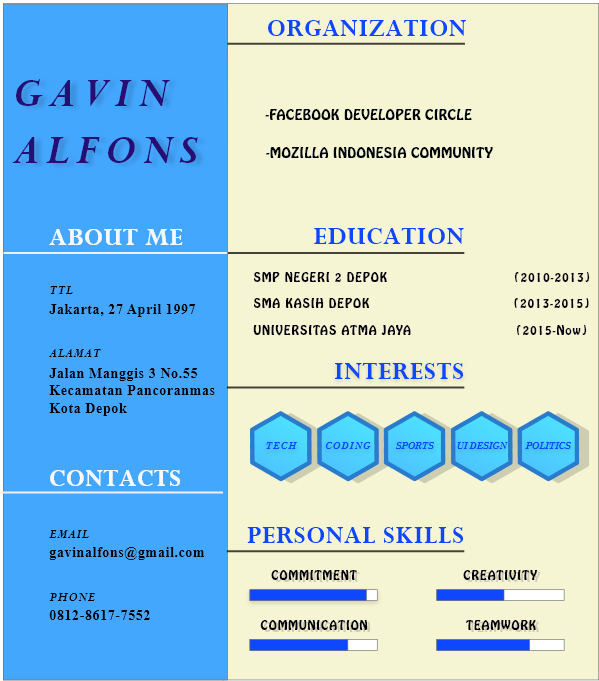 GAVIN
ALFONS
ABOUT ME
TTL
Jakarta, 27 April 1997
ALAMAT
Jalan Manggis 3 No.55
Kecamatan Pancoranmas
Kota Depok
CONTACTS
EMAIL
gavinalfons@gmail.com
PHONE
0812-8617-7552
ORGANIZATION
-FACEBOOK DEVELOPER CIRCLE
-MOZILLA INDONESIA COMMUNITY
EDUCATION
SMP NEGERI 2 DEPOK (2010-2013)
SMA KASIH DEPOK (2013-2015)
UNIVERSITAS ATMA JAYA (2015-Now)
INTERESTS
TECH CODING SPORTS UI DESIGN POLITICS
PERSONAL SKILLS
COMMITMENT CREATIVITY
COMMUNICATION TEAMWORK